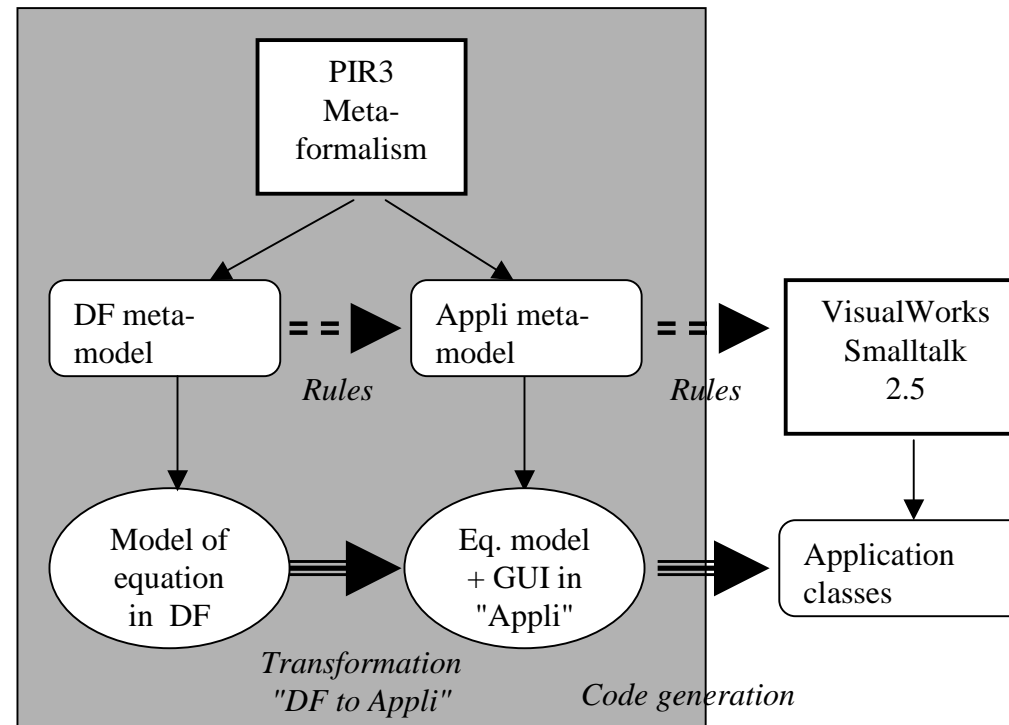 PIR3
Meta-
formalism
DF meta-
model
Appli meta-
model
VisualWorks
Smalltalk
2.5
Rules
Rules
Model of
equation
in DF
Eq. model
+ GUI in
"Appli"
Application
classes
Transformation
"DF to Appli"
Code generation